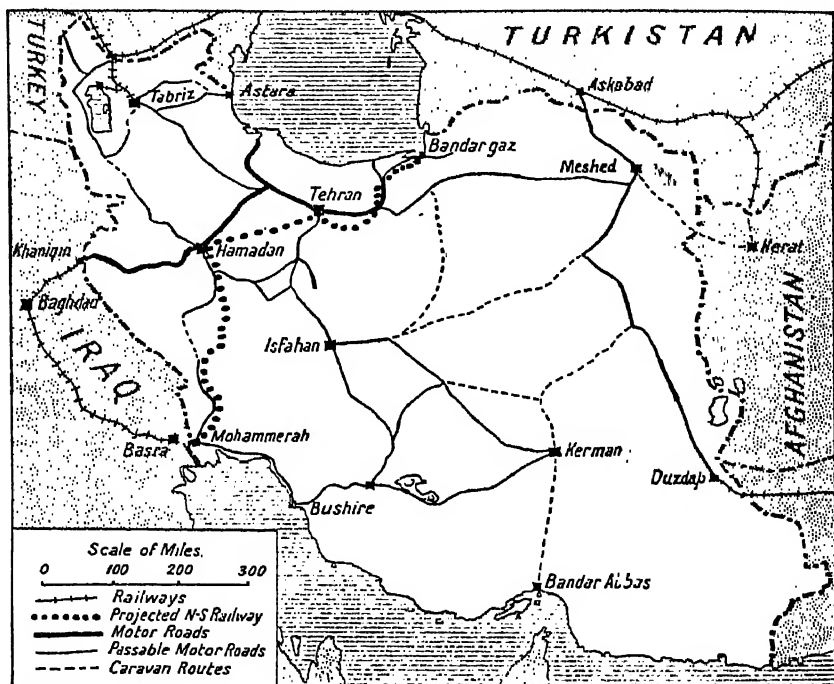 TURKEY
TURKISTAN
Tabriz
Astara
Askabad
Bandar gaz
Meshed
Tehran
Khaniqin
Hamadan
Herat
Baghdad
IRAQ
Isfahan
AFGHANISTAN
Basra
Mohammerah
Kerman
Duzdap
Bushire
Bandar Abbas
Scale of Miles.
0 100 200 300
Railways
Projected N-S Railway
Motor Roads
Passable Motor Roads
Caravan Routes